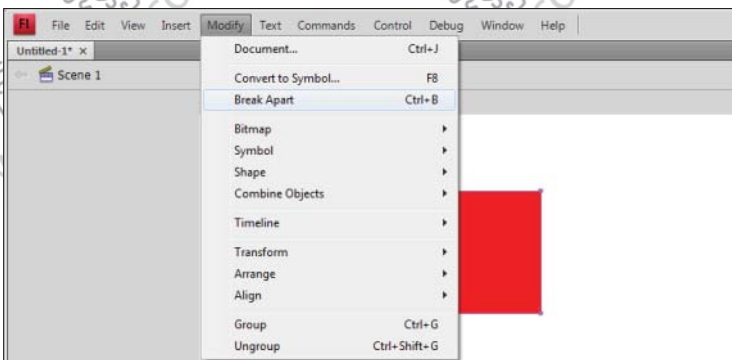 Fl File Edit View Insert Modify Text Commands Control Debug Window Help
Untitled-1* ×
Scene 1
Document... Ctrl+J
Convert to Symbol... F8
Break Apart Ctrl+B
Bitmap
Symbol
Shape
Combine Objects
Timeline
Transform
Arrange
Align
Group Ctrl+G
Ungroup Ctrl+Shift+G